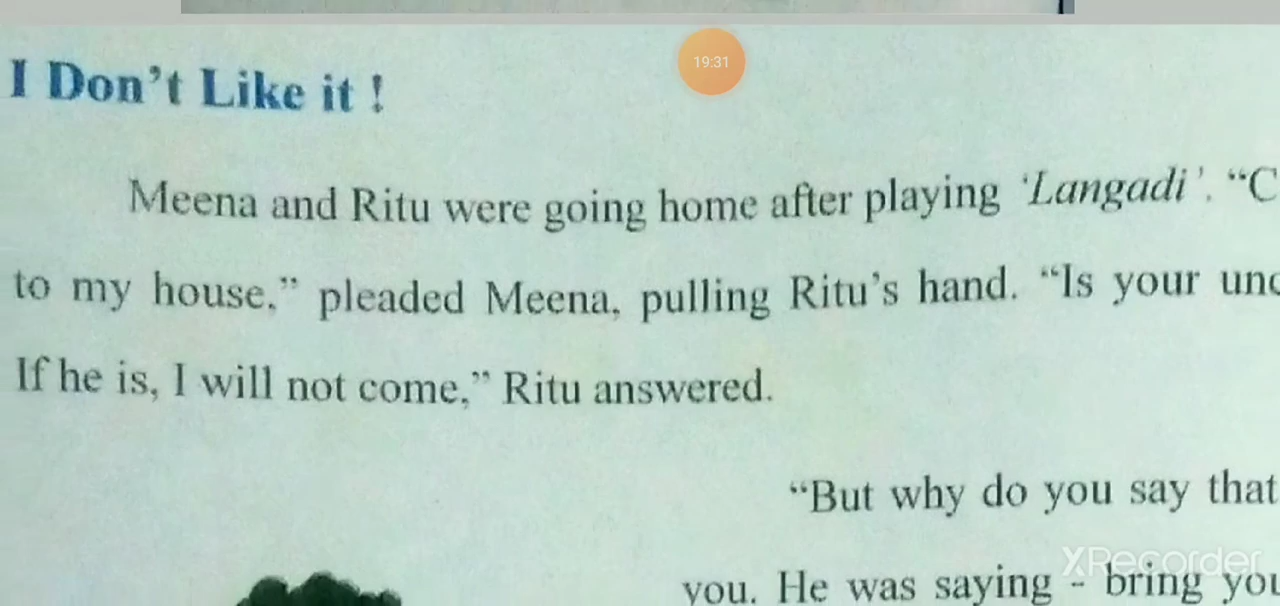 19:31
I Don't Like it !
Meena and Ritu were going home after playing ‘Langadi’. “C
to my house,” pleaded Meena, pulling Ritu’s hand. “Is your unc
If he is, I will not come,” Ritu answered.
“But why do you say that
XRecorder
you. He was saying - bring you